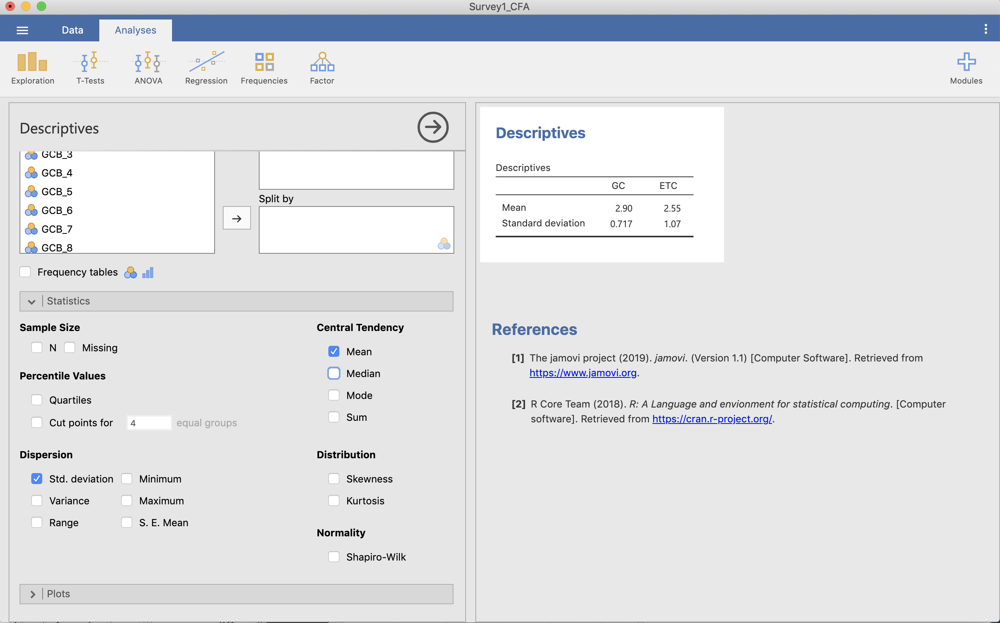 Survey1_CFA
Data
Analyses
Exploration
T-Tests
ANOVA
Regression
Frequencies
Factor
Modules
Descriptives
GCB_3
GCB_4
GCB_5
GCB_6
GCB_7
GCB_8
Split by
Frequency tables
Statistics
Sample Size
N
Missing
Percentile Values
Quartiles
Cut points for 4 equal groups
Dispersion
Std. deviation
Minimum
Variance
Maximum
Range
S. E. Mean
Central Tendency
Mean
Median
Mode
Sum
Distribution
Skewness
Kurtosis
Normality
Shapiro-Wilk
Plots
Descriptives
Descriptives
GC ETC
Mean 2.90 2.55
Standard deviation 0.717 1.07
References
[1] The jamovi project (2019). jamovi. (Version 1.1) [Computer Software]. Retrieved from
https://www.jamovi.org.
[2] R Core Team (2018). R: A Language and envionment for statistical computing. [Computer
software]. Retrieved from https://cran.r-project.org/.